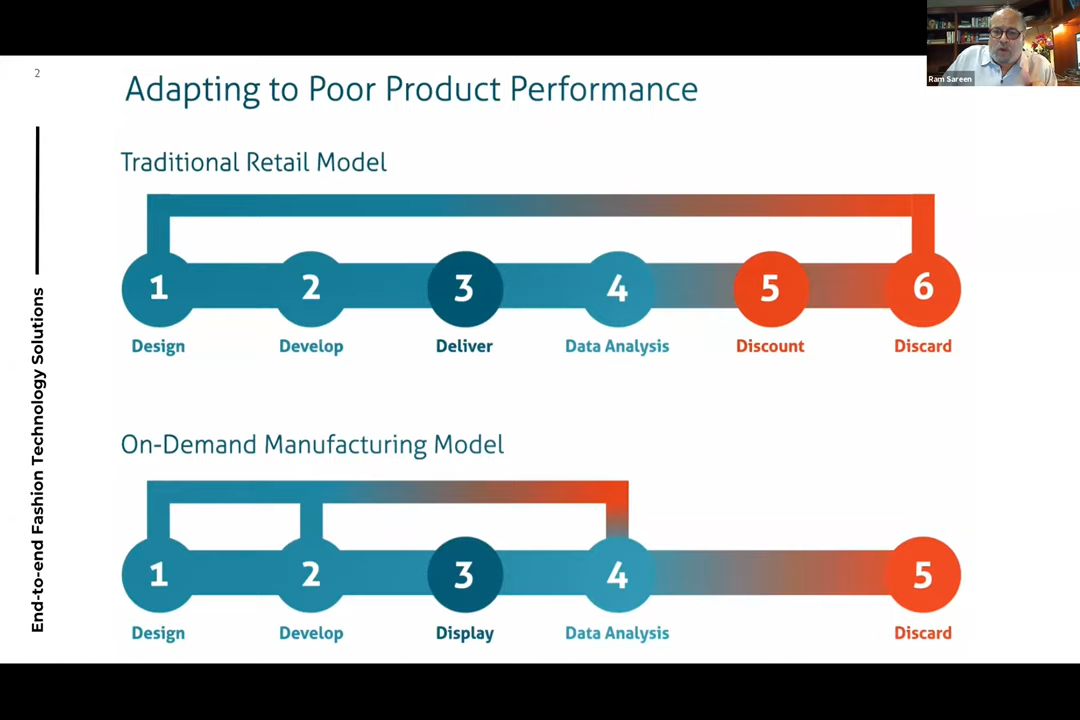 2
Ram Sareen
Adapting to Poor Product Performance
Traditional Retail Model
1 2 3 4 5 6
Design Develop Deliver Data Analysis Discount Discard
On-Demand Manufacturing Model
1 2 3 4 5
Design Develop Display Data Analysis Discard
End-to-end Fashion Technology Solutions